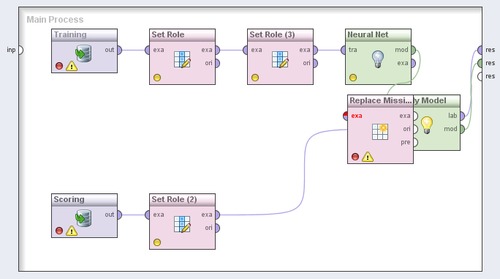 Main Process
Training
Set Role
Set Role (3)
Neural Net
inp
out
exa
exa
exa
exa
tra
mod
res
ori
ori
exa
res
res
Replace Missi...
y Model
exa
exa
lab
ori
mod
pre
Scoring
Set Role (2)
out
exa
exa
ori